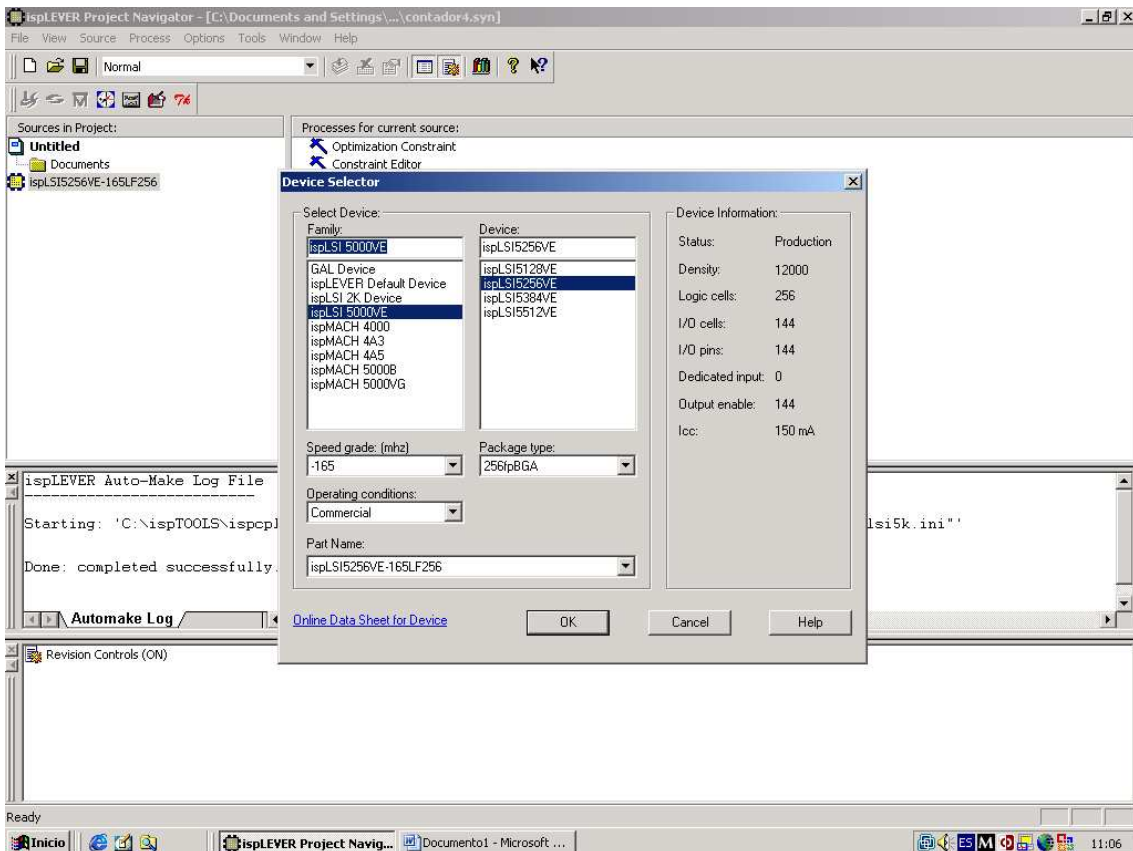 ispLEVER Project Navigator - [C:\Documents and Settings\...\contador4.syn]
File View Source Process Options Tools Window Help
Normal
Sources in Project:
Processes for current source:
Untitled
Documents
ispLSI5256VE-165LF256
Optimization Constraint
Constraint Editor
Device Selector
Select Device:
Family:
ispLSI 5000VE
GAL Device
ispLEVER Default Device
ispLSI 2K Device
ispLSI 5000VE
ispMACH 4000
ispMACH 4A3
ispMACH 4A5
ispMACH 5000B
ispMACH 5000VG
Device:
ispLSI5256VE
ispLSI5128VE
ispLSI5256VE
ispLSI5384VE
ispLSI5512VE
Speed grade: (mhz)
-165
Package type:
256fpBGA
Operating conditions:
Commercial
Part Name:
ispLSI5256VE-165LF256
Device Information:
Status: Production
Density: 12000
Logic cells: 256
I/O cells: 144
I/O pins: 144
Dedicated input: 0
Output enable: 144
Icc: 150 mA
Online Data Sheet for Device
OK
Cancel
Help
ispLEVER Auto-Make Log File
---------------------------
Starting: 'C:\ispTOOLS\ispcpl
lsi5k.ini"'
Done: completed successfully.
Automake Log
Revision Controls (ON)
Ready
Inicio
ispLEVER Project Navig...
Documento1 - Microsoft ...
ES
M
11:06